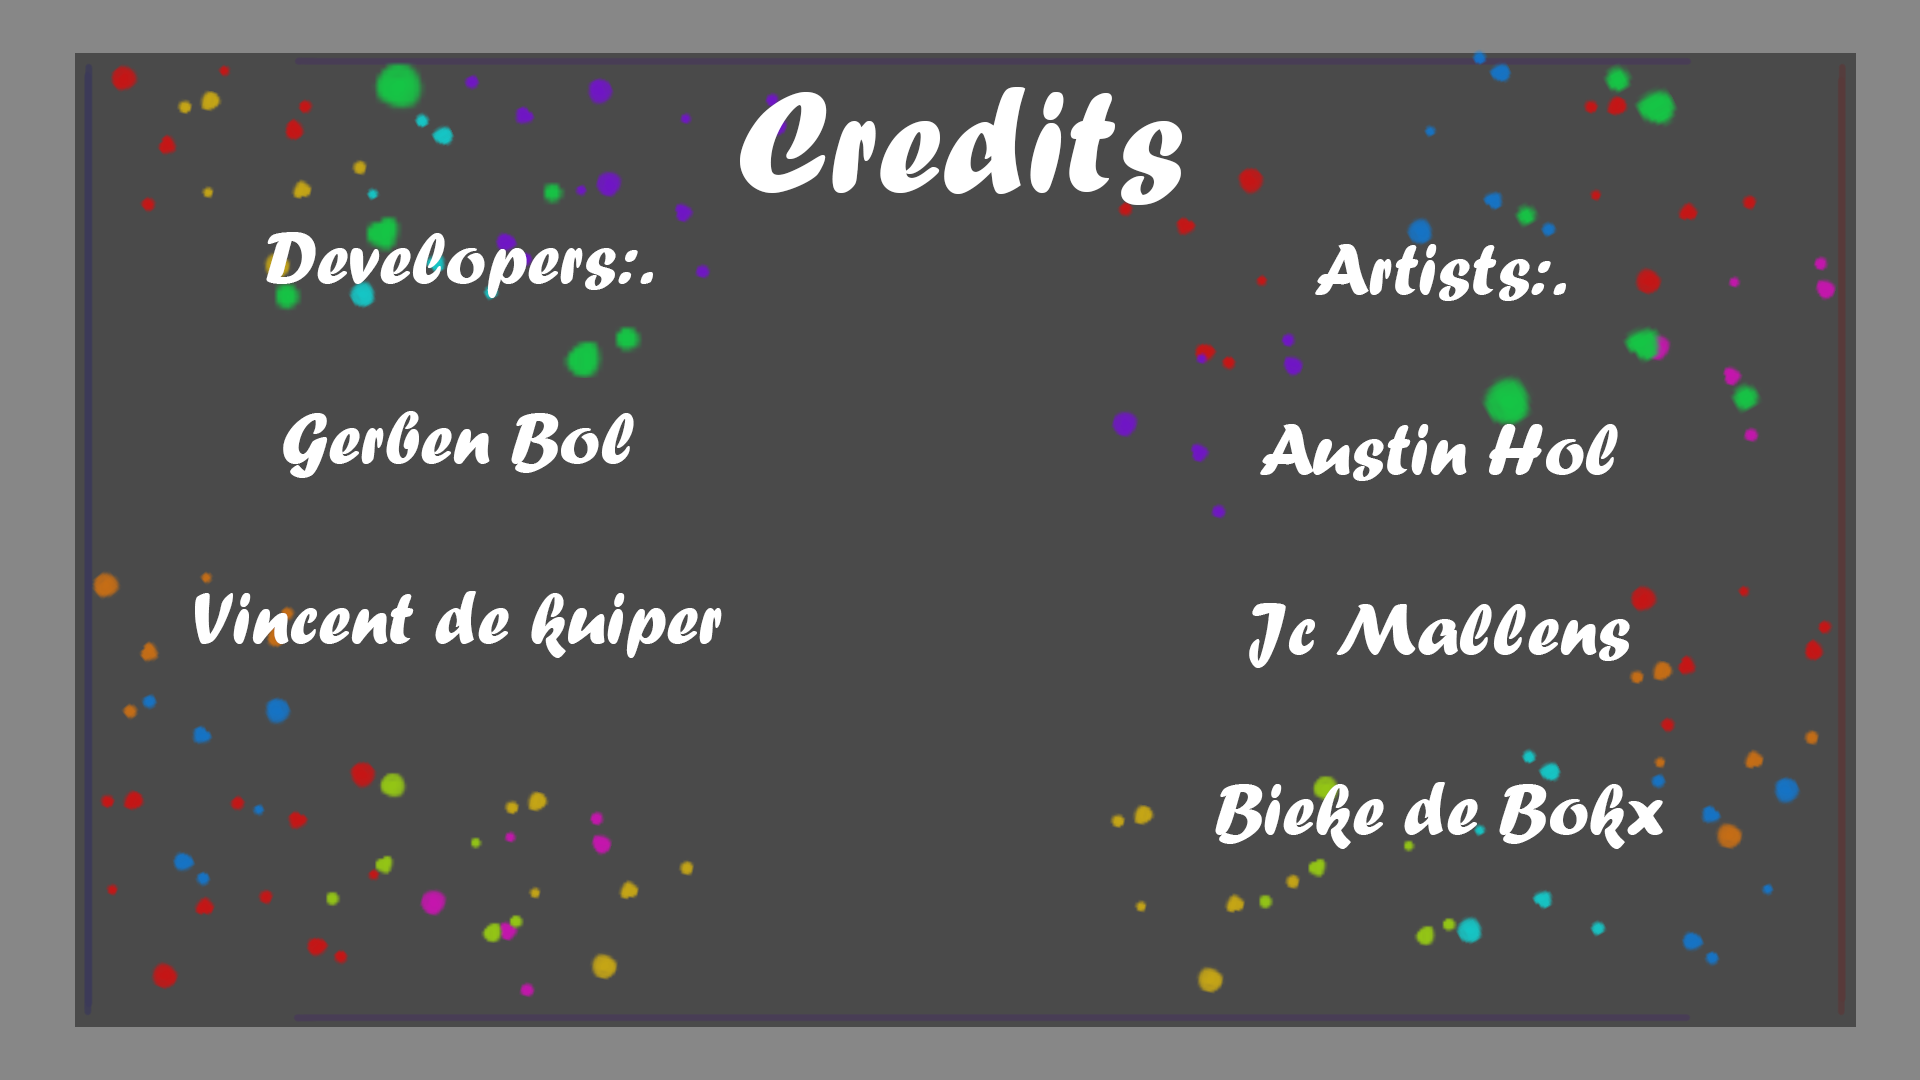 Credits
Developers:.
Gerben Bol
Vincent de kuiper
Artists:.
Austin Hol
Jc Mallens
Bieke de Bokx